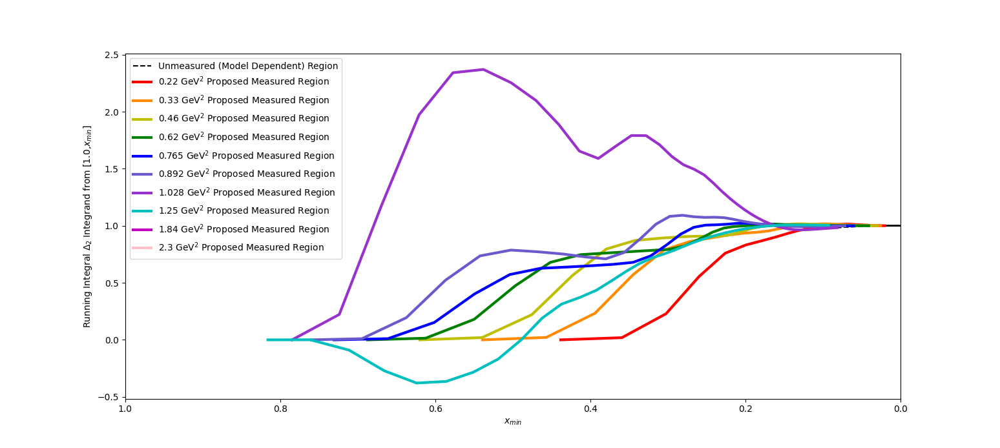 2.5
2.0
1.5
1.0
0.5
0.0
−0.5
Running Integral Δ₂ Integrand from [1.0,xₘᵢₙ]
Unmeasured (Model Dependent) Region
0.22 GeV² Proposed Measured Region
0.33 GeV² Proposed Measured Region
0.46 GeV² Proposed Measured Region
0.62 GeV² Proposed Measured Region
0.765 GeV² Proposed Measured Region
0.892 GeV² Proposed Measured Region
1.028 GeV² Proposed Measured Region
1.25 GeV² Proposed Measured Region
1.84 GeV² Proposed Measured Region
2.3 GeV² Proposed Measured Region
1.0 0.8 0.6 0.4 0.2 0.0
xₘᵢₙ